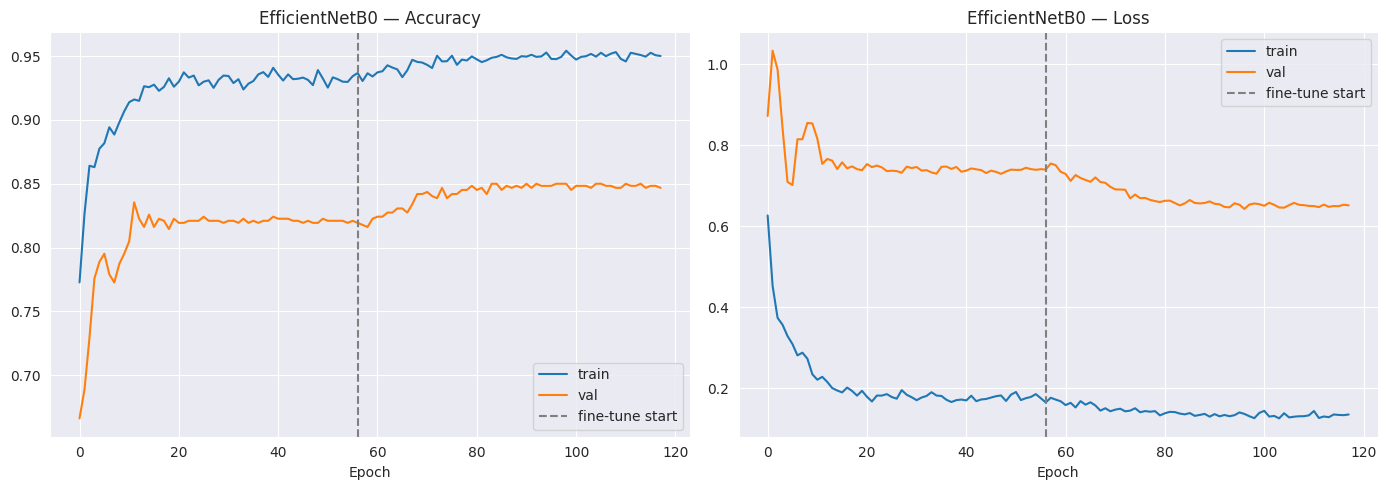 EfficientNetB0 — Accuracy
0.95
0.90
0.85
0.80
0.75
0.70
train
val
fine-tune start
0
20
40
60
80
100
120
Epoch
EfficientNetB0 — Loss
1.0
0.8
0.6
0.4
0.2
train
val
fine-tune start
0
20
40
60
80
100
120
Epoch